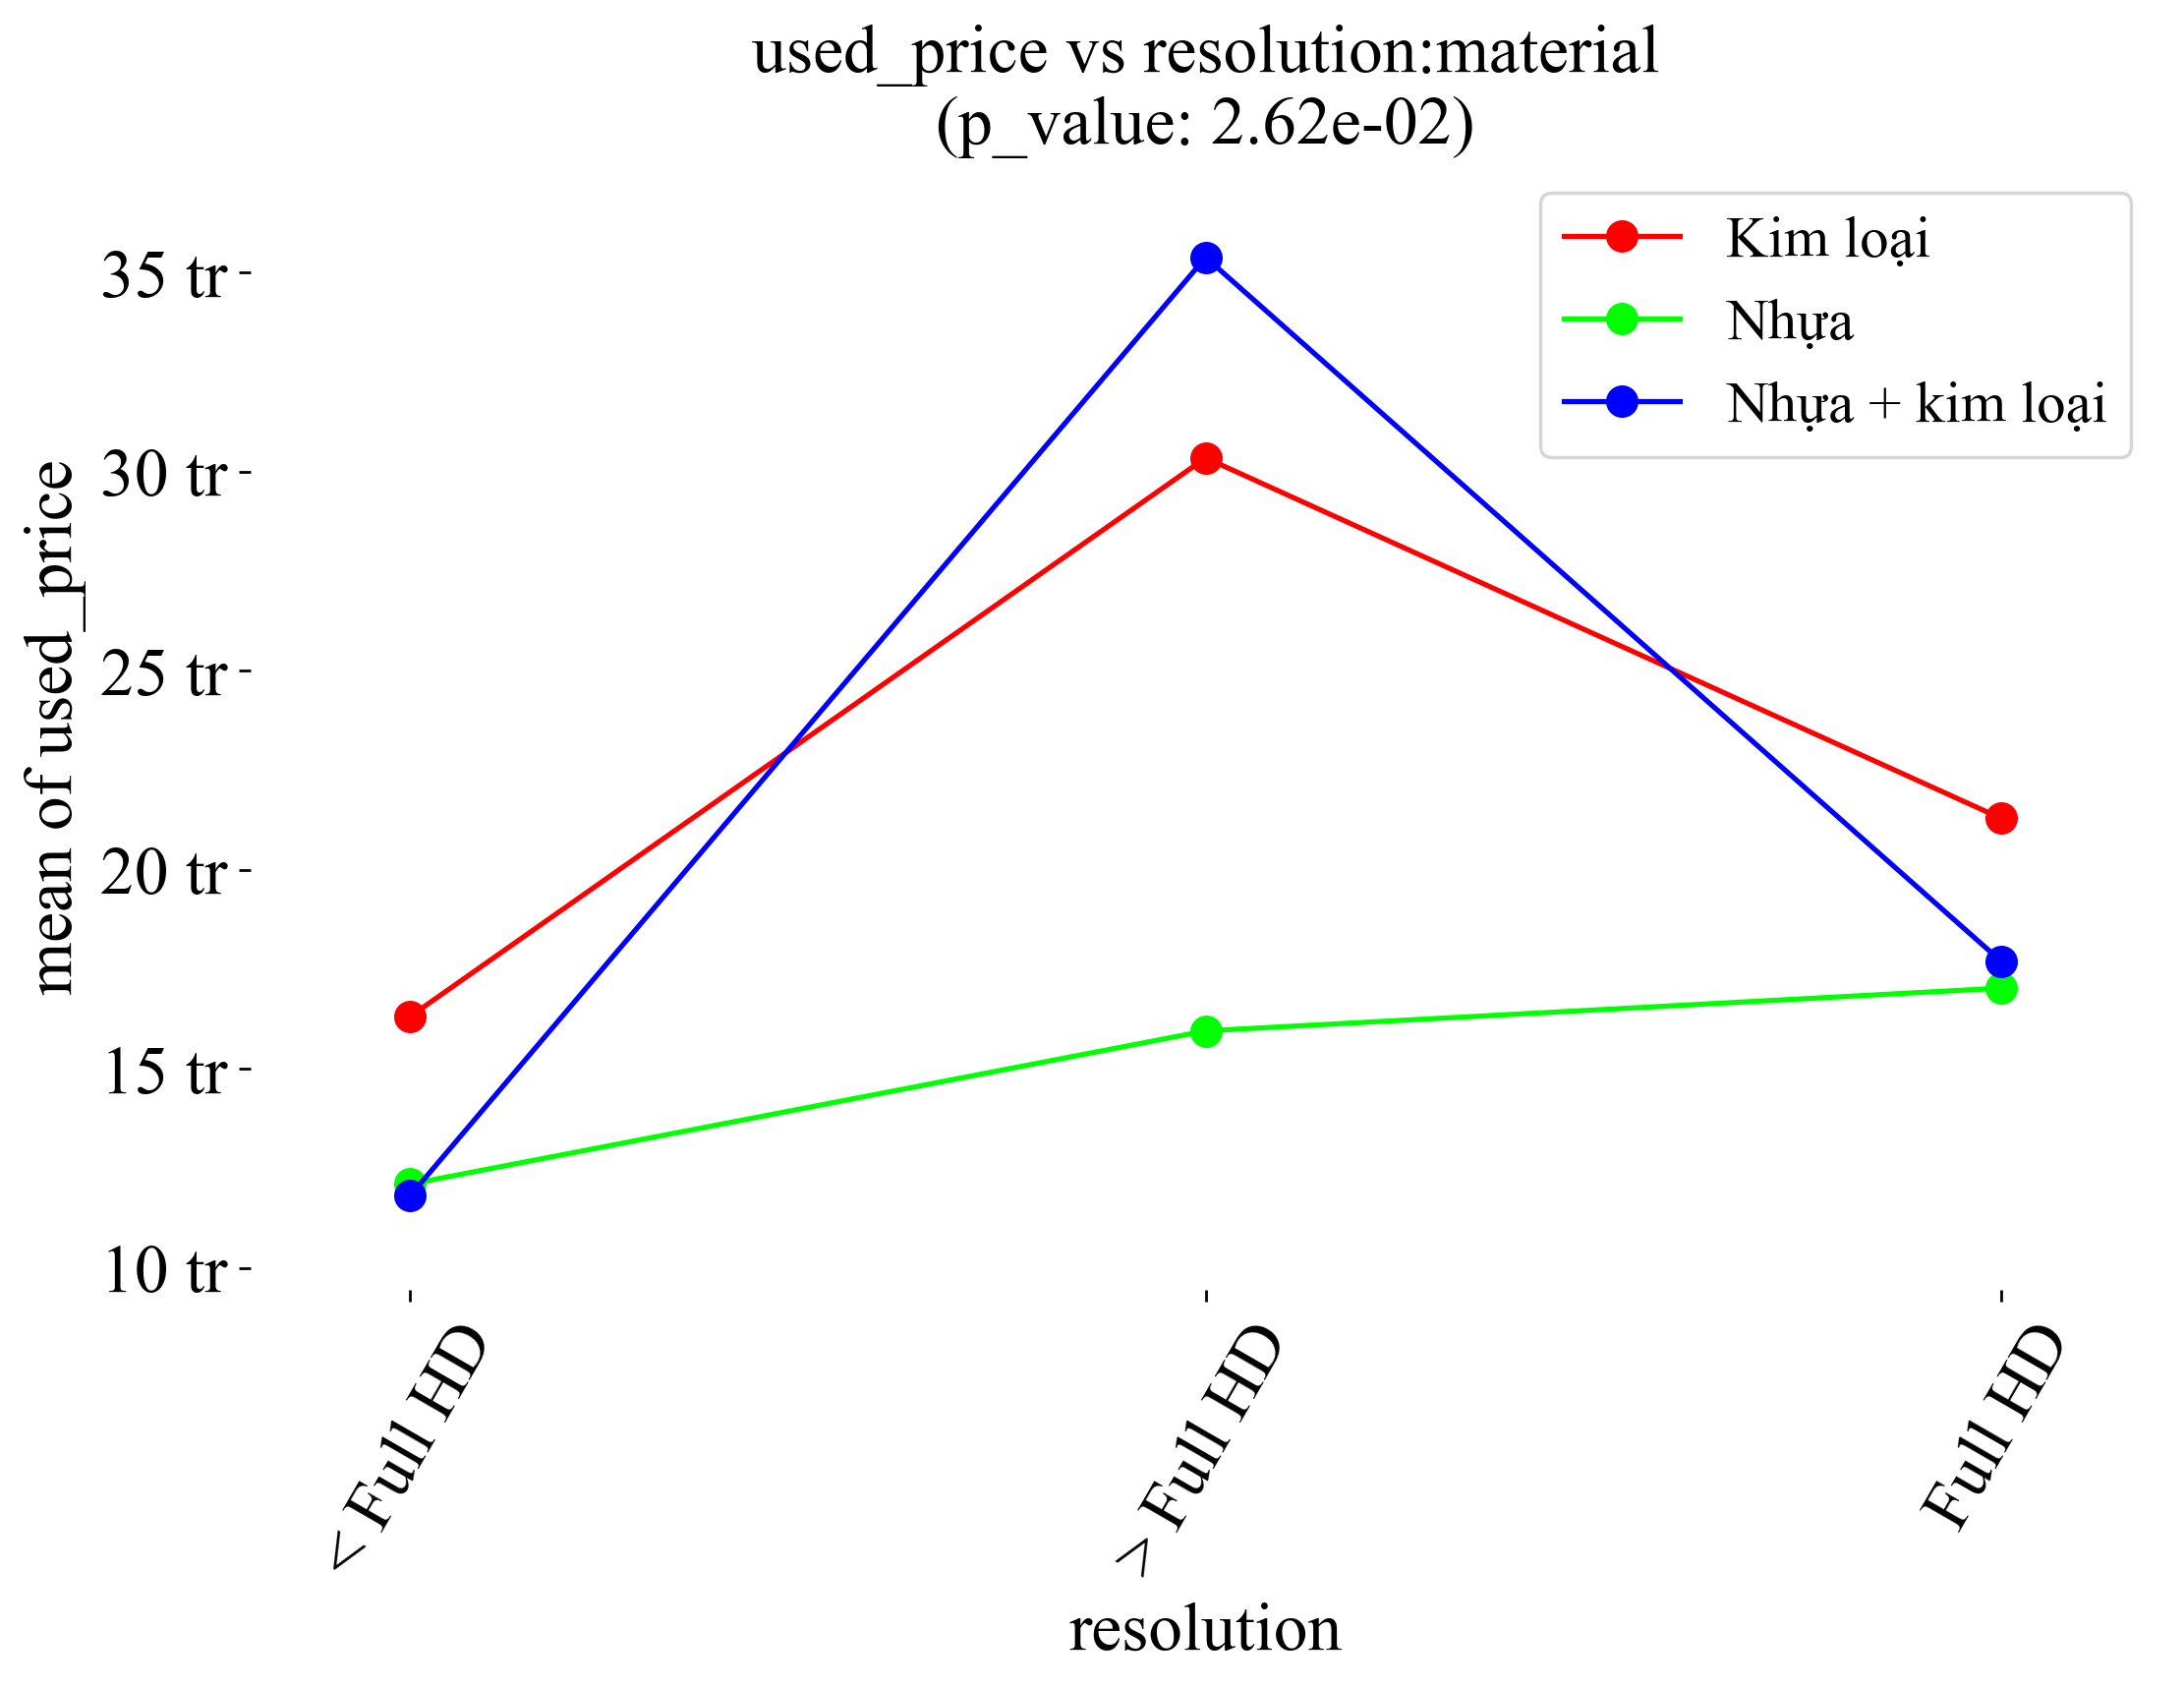 used_price vs resolution:material
(p_value: 2.62e-02)
Kim loại
Nhựa
Nhựa + kim loại
35 tr
30 tr
25 tr
20 tr
15 tr
10 tr
mean of used_price
< Full HD
> Full HD
Full HD
resolution